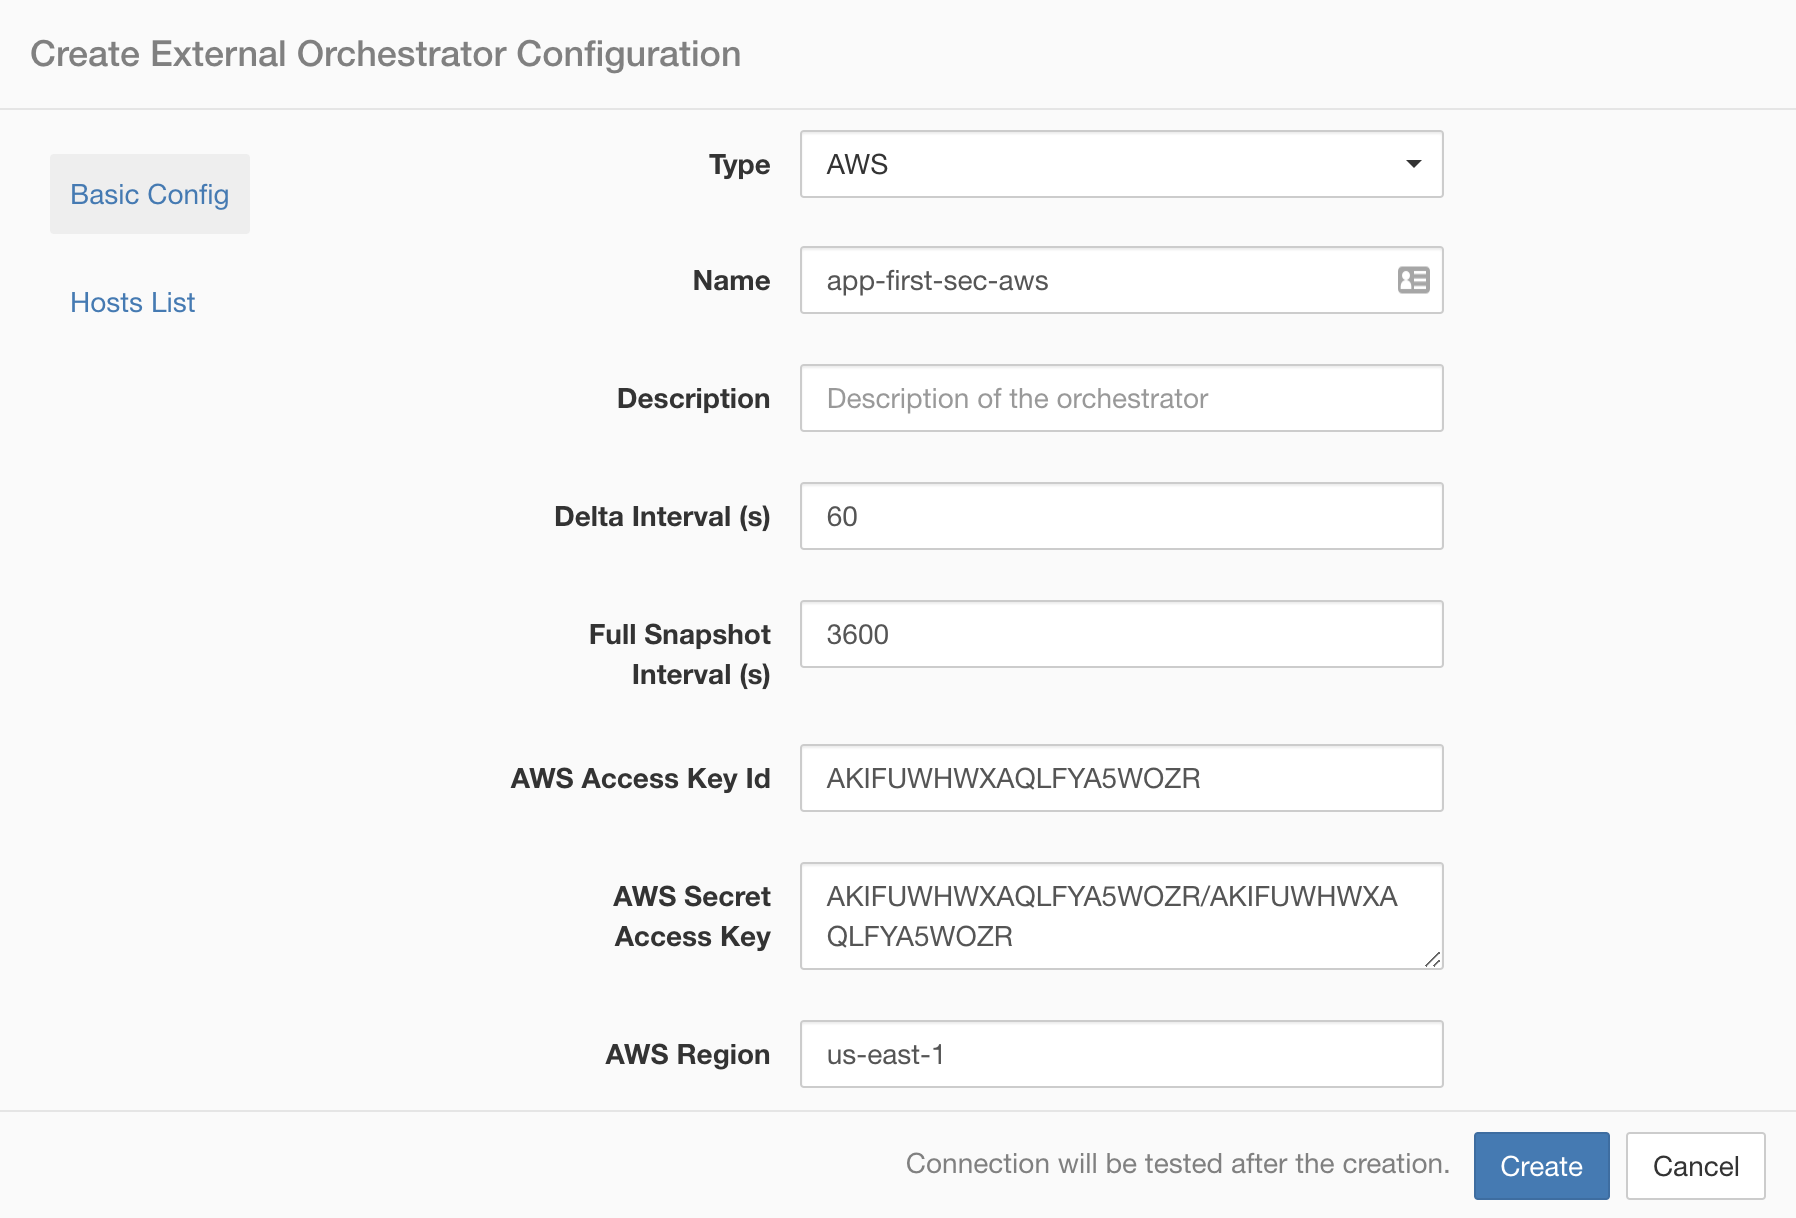 Create External Orchestrator Configuration
Basic Config
Hosts List
Type
AWS
Name
app-first-sec-aws
Description
Description of the orchestrator
Delta Interval (s)
60
Full Snapshot
Interval (s)
3600
AWS Access Key Id
AKIFUWHWXAQLFYA5WOZR
AWS Secret
Access Key
AKIFUWHWXAQLFYA5WOZR/AKIFUWHWXA
QLFYA5WOZR
AWS Region
us-east-1
Connection will be tested after the creation.
Create
Cancel